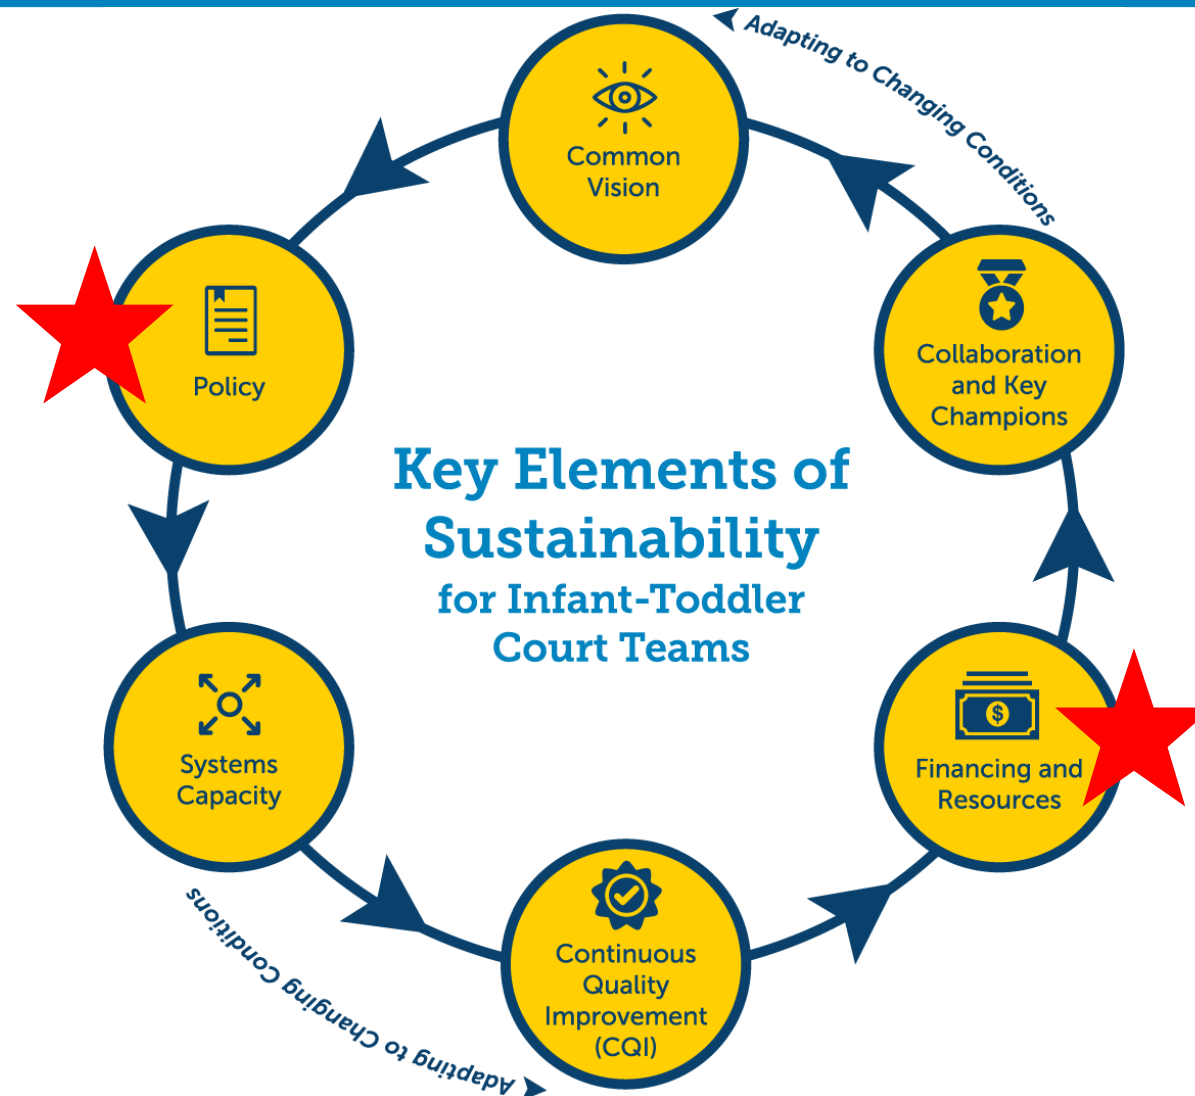 Adapting to Changing Conditions
Common
Vision
Policy
Collaboration
and Key
Champions
Key Elements of
Sustainability
for Infant-Toddler
Court Teams
Systems
Capacity
$
Financing and
Resources
Continuous
Quality
Improvement
(CQI)
Adapting to Changing Conditions